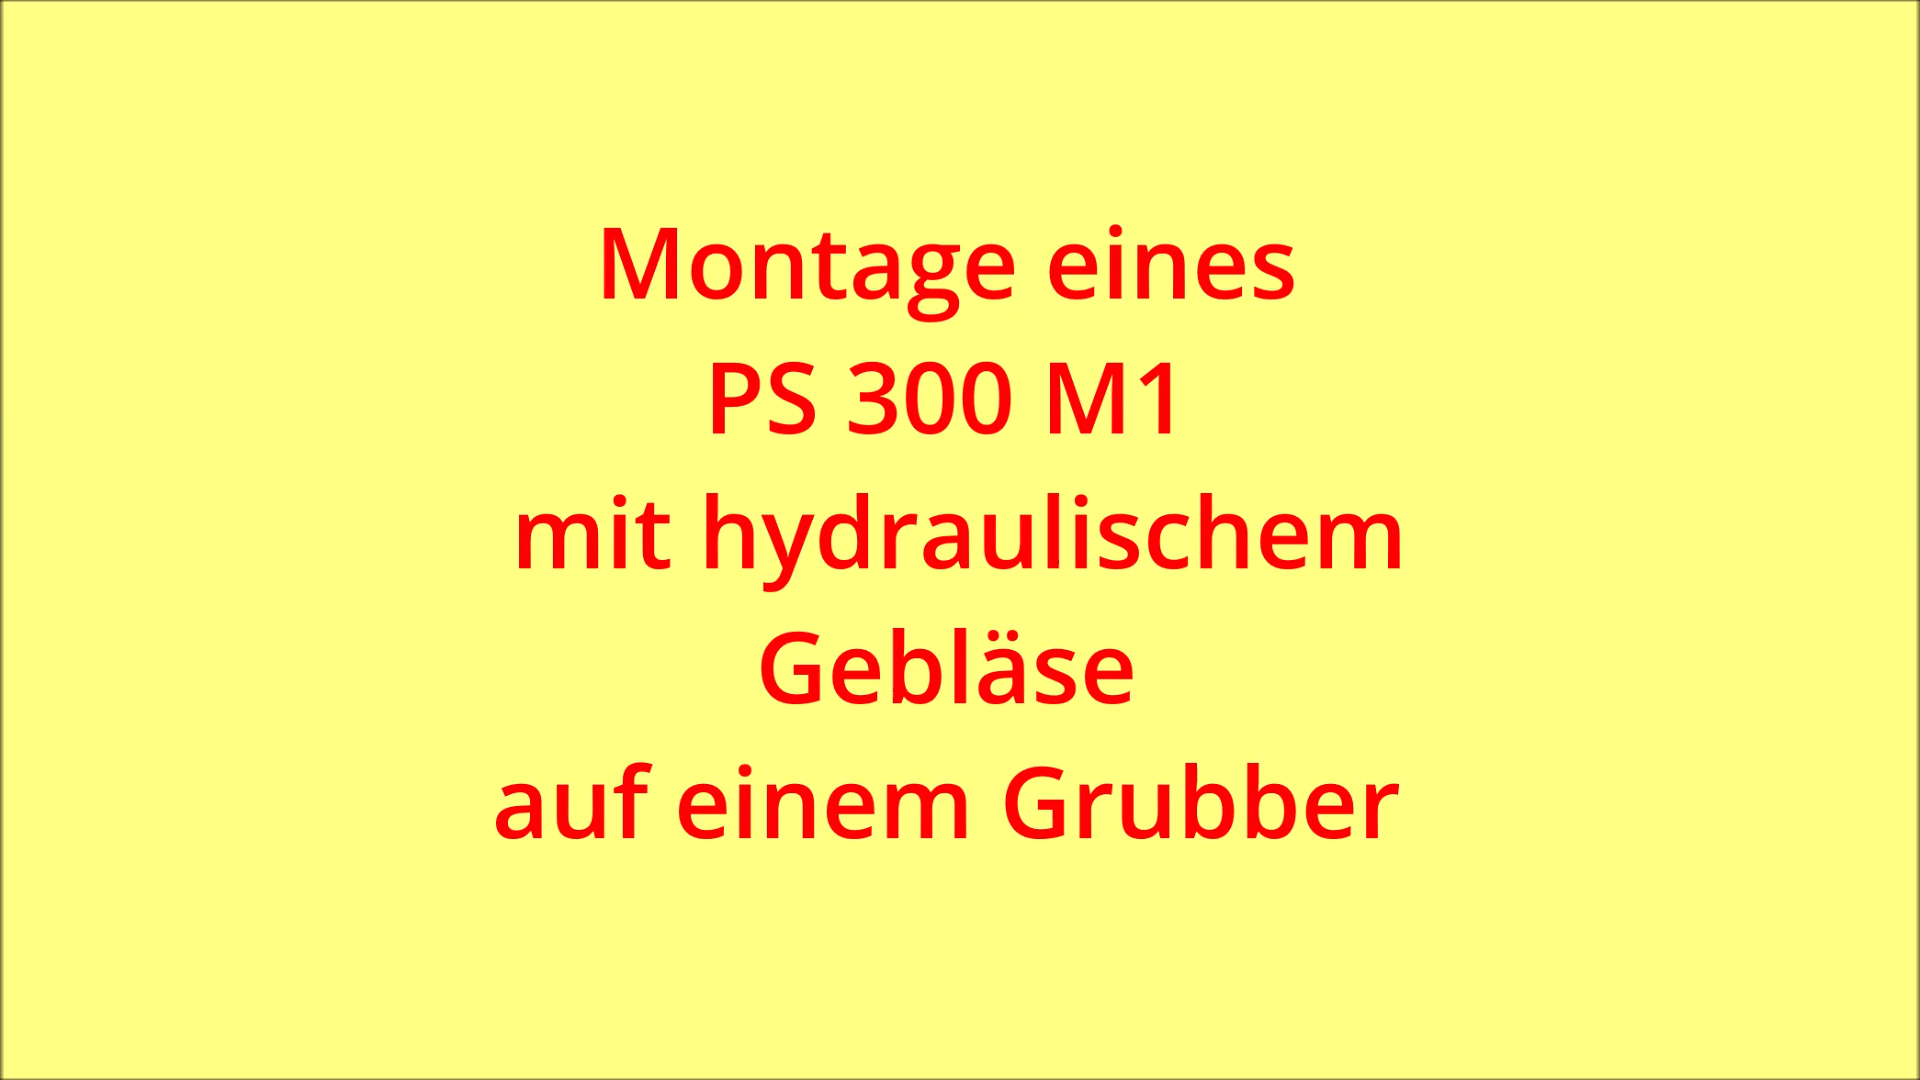 Montage eines
PS 300 M1
mit hydraulischem
Gebläse
auf einem Grubber